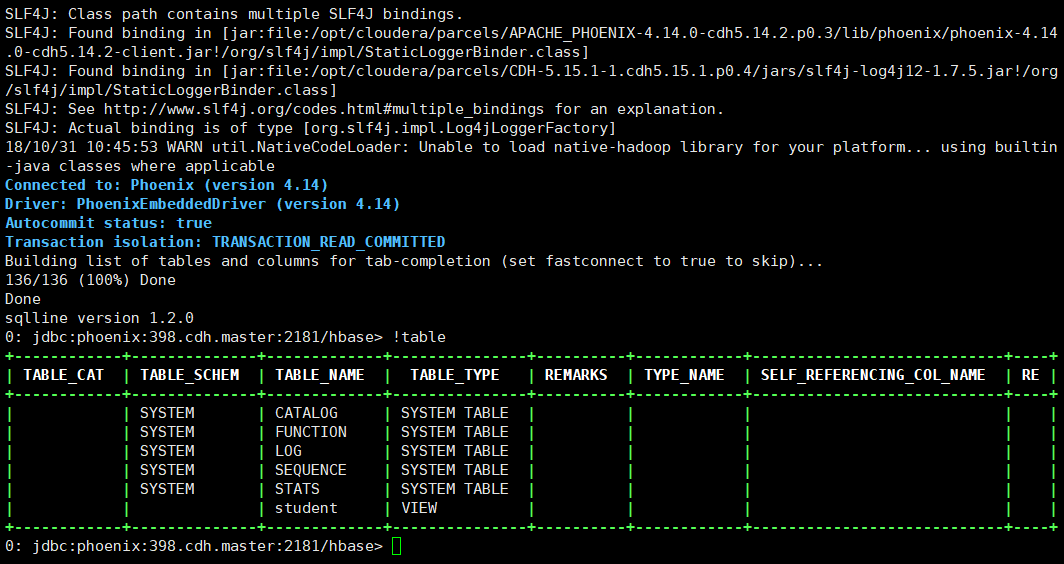 SLF4J: Class path contains multiple SLF4J bindings.
SLF4J: Found binding in [jar:file:/opt/cloudera/parcels/APACHE_PHOENIX-4.14.0-cdh5.14.2.p0.3/lib/phoenix/phoenix-4.14
.0-cdh5.14.2-client.jar!/org/slf4j/impl/StaticLoggerBinder.class]
SLF4J: Found binding in [jar:file:/opt/cloudera/parcels/CDH-5.15.1-1.cdh5.15.1.p0.4/jars/slf4j-log4j12-1.7.5.jar!/org
/slf4j/impl/StaticLoggerBinder.class]
SLF4J: See http://www.slf4j.org/codes.html#multiple_bindings for an explanation.
SLF4J: Actual binding is of type [org.slf4j.impl.Log4jLoggerFactory]
18/10/31 10:45:53 WARN util.NativeCodeLoader: Unable to load native-hadoop library for your platform... using builtin
-java classes where applicable
Connected to: Phoenix (version 4.14)
Driver: PhoenixEmbeddedDriver (version 4.14)
Autocommit status: true
Transaction isolation: TRANSACTION_READ_COMMITTED
Building list of tables and columns for tab-completion (set fastconnect to true to skip)...
136/136 (100%) Done
Done
sqlline version 1.2.0
0: jdbc:phoenix:398.cdh.master:2181/hbase> !table
+------------+--------------+-------------+---------------+----------+------------+----------------------------+----+
| TABLE_CAT  | TABLE_SCHEM  | TABLE_NAME  |  TABLE_TYPE   | REMARKS  | TYPE_NAME  | SELF_REFERENCING_COL_NAME  | RE |
+------------+--------------+-------------+---------------+----------+------------+----------------------------+----+
|            | SYSTEM       | CATALOG     | SYSTEM TABLE  |          |            |                            |    |
|            | SYSTEM       | FUNCTION    | SYSTEM TABLE  |          |            |                            |    |
|            | SYSTEM       | LOG         | SYSTEM TABLE  |          |            |                            |    |
|            | SYSTEM       | SEQUENCE    | SYSTEM TABLE  |          |            |                            |    |
|            | SYSTEM       | STATS       | SYSTEM TABLE  |          |            |                            |    |
|            |              | student     | VIEW          |          |            |                            |    |
+------------+--------------+-------------+---------------+----------+------------+----------------------------+----+
0: jdbc:phoenix:398.cdh.master:2181/hbase>